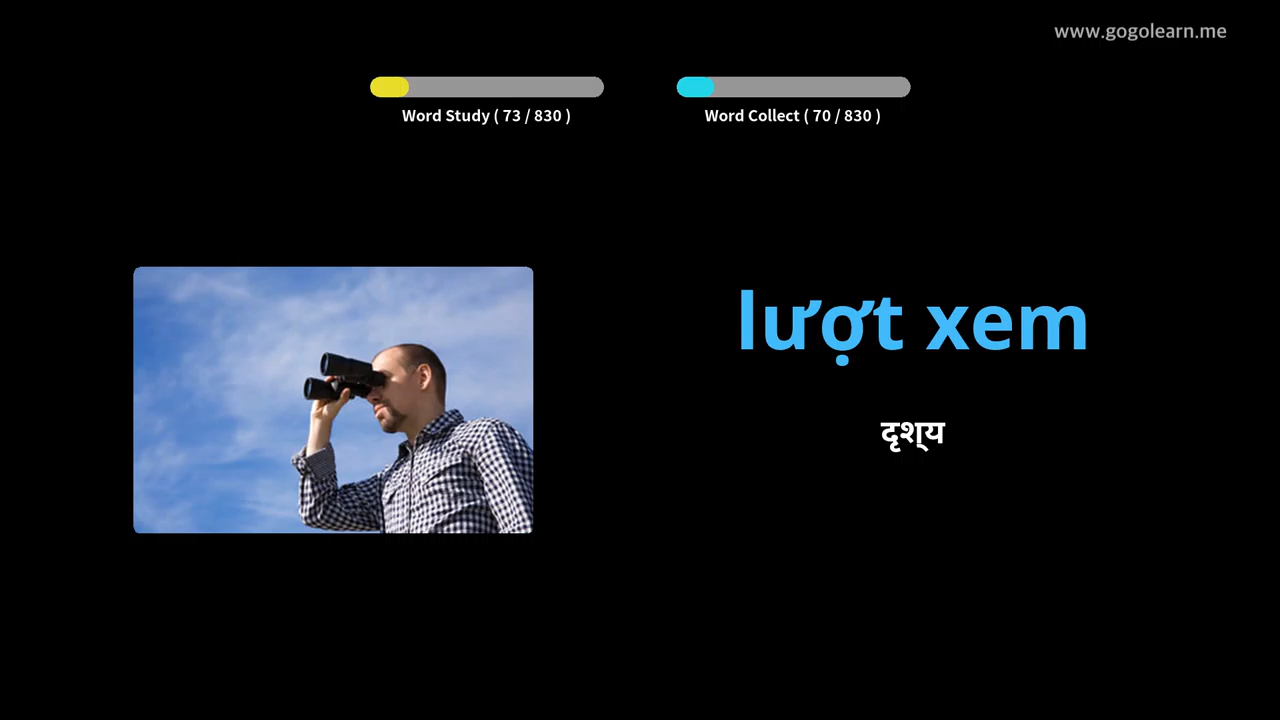 www.gogolearn.me
Word Study ( 73 / 830 )
Word Collect ( 70 / 830 )
lượt xem
दृश्य